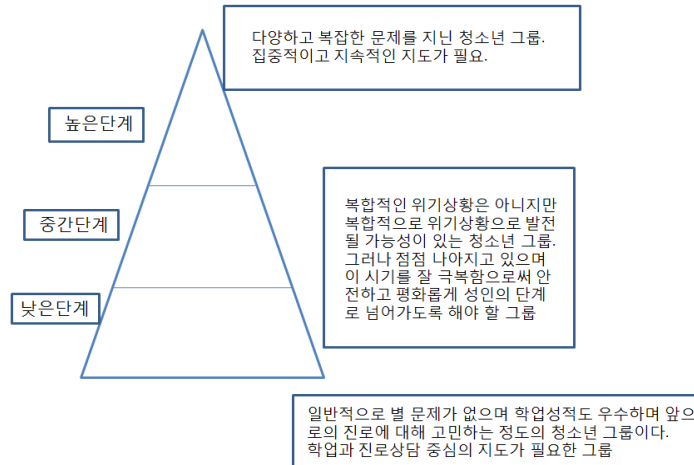 다양하고 복잡한 문제를 지닌 청소년 그룹.
집중적이고 지속적인 지도가 필요.
높은단계
복합적인 위기상황은 아니지만
복합적으로 위기상황으로 발전
될 가능성이 있는 청소년 그룹.
그러나 점점 나아지고 있으며
이 시기를 잘 극복함으로써 안
전하고 평화롭게 성인의 단계
로 넘어가도록 해야 할 그룹
중간단계
낮은단계
일반적으로 별 문제가 없으며 학업성적도 우수하며 앞으
로의 진로에 대해 고민하는 정도의 청소년 그룹이다.
학업과 진로상담 중심의 지도가 필요한 그룹